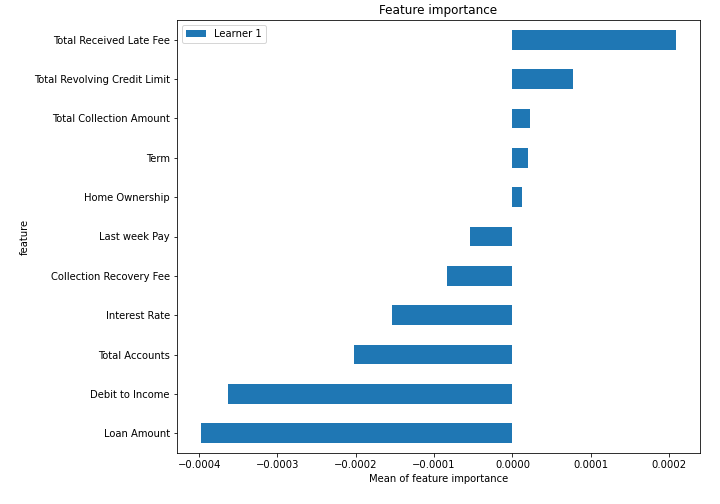 Feature importance
Learner 1
Total Received Late Fee
Total Revolving Credit Limit
Total Collection Amount
Term
Home Ownership
Last week Pay
Collection Recovery Fee
Interest Rate
Total Accounts
Debit to Income
Loan Amount
feature
−0.0004 −0.0003 −0.0002 −0.0001 0.0000 0.0001 0.0002
Mean of feature importance